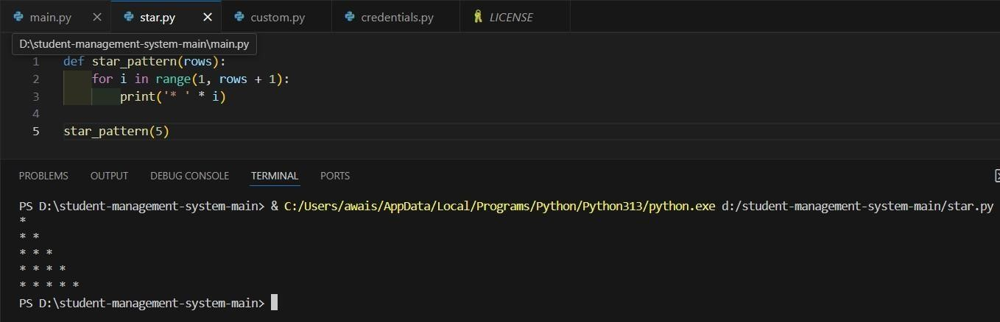 main.py star.py custom.py credentials.py LICENSE
D:\student-management-system-main\main.py
1 def star_pattern(rows):
2     for i in range(1, rows + 1):
3         print('* ' * i)
4
5 star_pattern(5)
PROBLEMS OUTPUT DEBUG CONSOLE TERMINAL PORTS
PS D:\student-management-system-main> & C:/Users/awais/AppData/Local/Programs/Python/Python313/python.exe d:/student-management-system-main/star.py
*
* *
* * *
* * * *
* * * * *
PS D:\student-management-system-main>